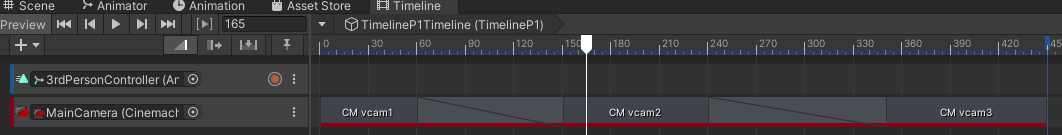 Scene Animator Animation Asset Store Timeline
Preview 165 TimelineP1Timeline (TimelineP1)
0 30 60 90 120 150 180 210 240 270 300 330 360 390 420 45
3rdPersonController (Ar
MainCamera (Cinemach CM vcam1 CM vcam2 CM vcam3